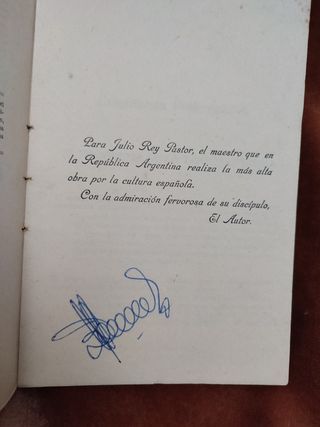 Para Julio Rey Pastor, el maestro que en
la República Argentina realiza la más alta
obra por la cultura española.
Con la admiración fervorosa de su discípulo,
El Autor.